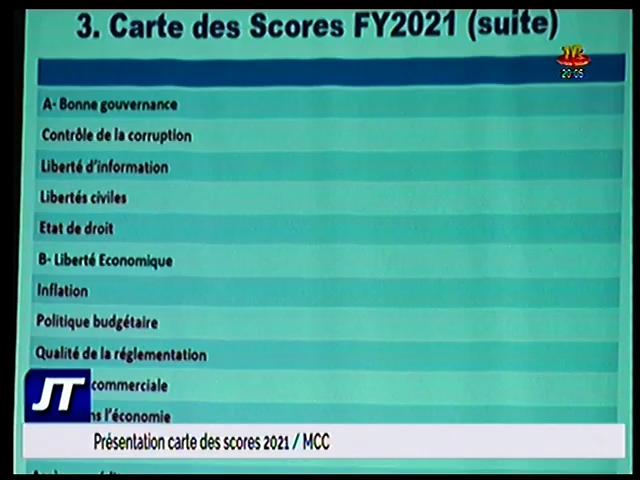 3. Carte des Scores FY2021 (suite)
20:05
A- Bonne gouvernance
Contrôle de la corruption
Liberté d'information
Libertés civiles
Etat de droit
B- Liberté Economique
Inflation
Politique budgétaire
Qualité de la réglementation
commerciale
l'économie
JT
Présentation carte des scores 2021 / MCC